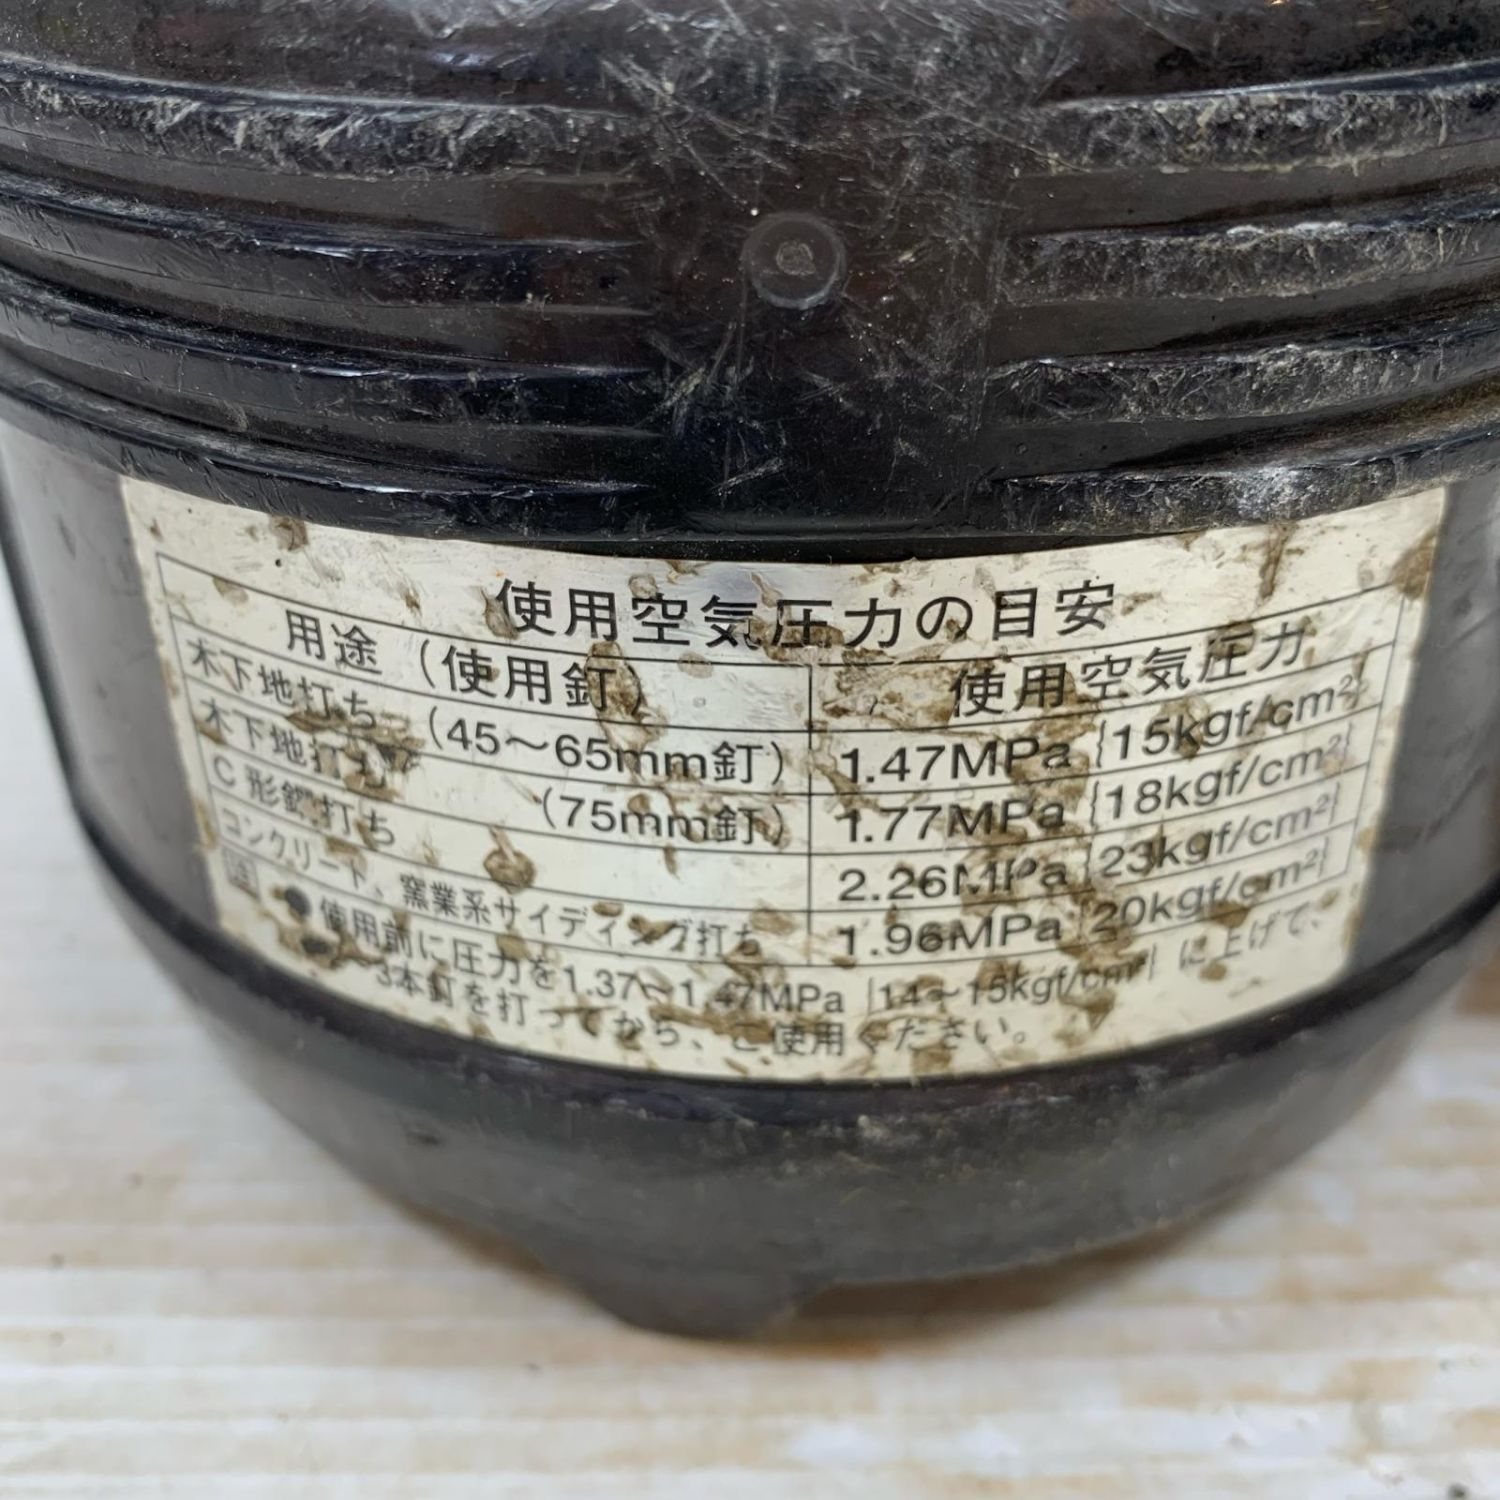 使用空気圧力の目安
用途（使用釘） 使用空気圧力
木下地打ち （45～65mm釘） 1.47MPa {15kgf/cm²}
木下地打ち （75mm釘） 1.77MPa {18kgf/cm²}
C形鋼打ち 2.26MPa {23kgf/cm²}
コンクリート、窯業系サイディング打ち 1.96MPa {20kgf/cm²}
注 ●使用前に圧力を1.37～1.47MPa {14～15kgf/cm²} に上げて、
3本釘を打ってから、ご使用ください。